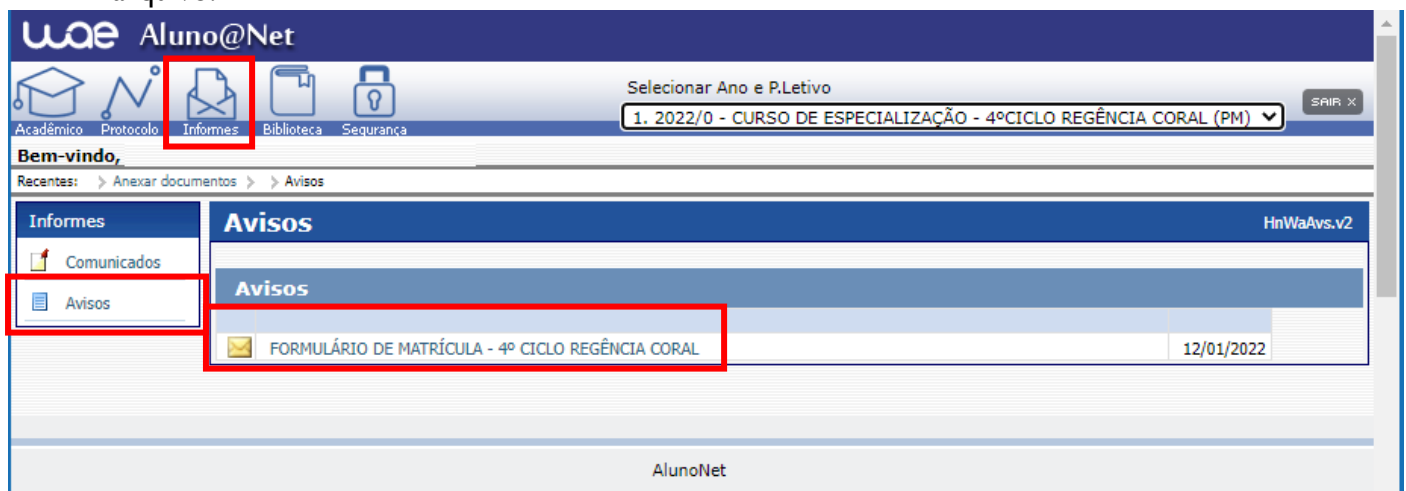 wae Aluno@Net
Selecionar Ano e P.Letivo
1. 2022/0 - CURSO DE ESPECIALIZAÇÃO - 4ºCICLO REGÊNCIA CORAL (PM)
SAIR X
Acadêmico Protocolo Informes Biblioteca Segurança
Bem-vindo,
Recentes: > Anexar documentos > > Avisos
Informes
Comunicados
Avisos
Avisos HnWaAvs.v2
Avisos
FORMULÁRIO DE MATRÍCULA - 4º CICLO REGÊNCIA CORAL 12/01/2022
AlunoNet